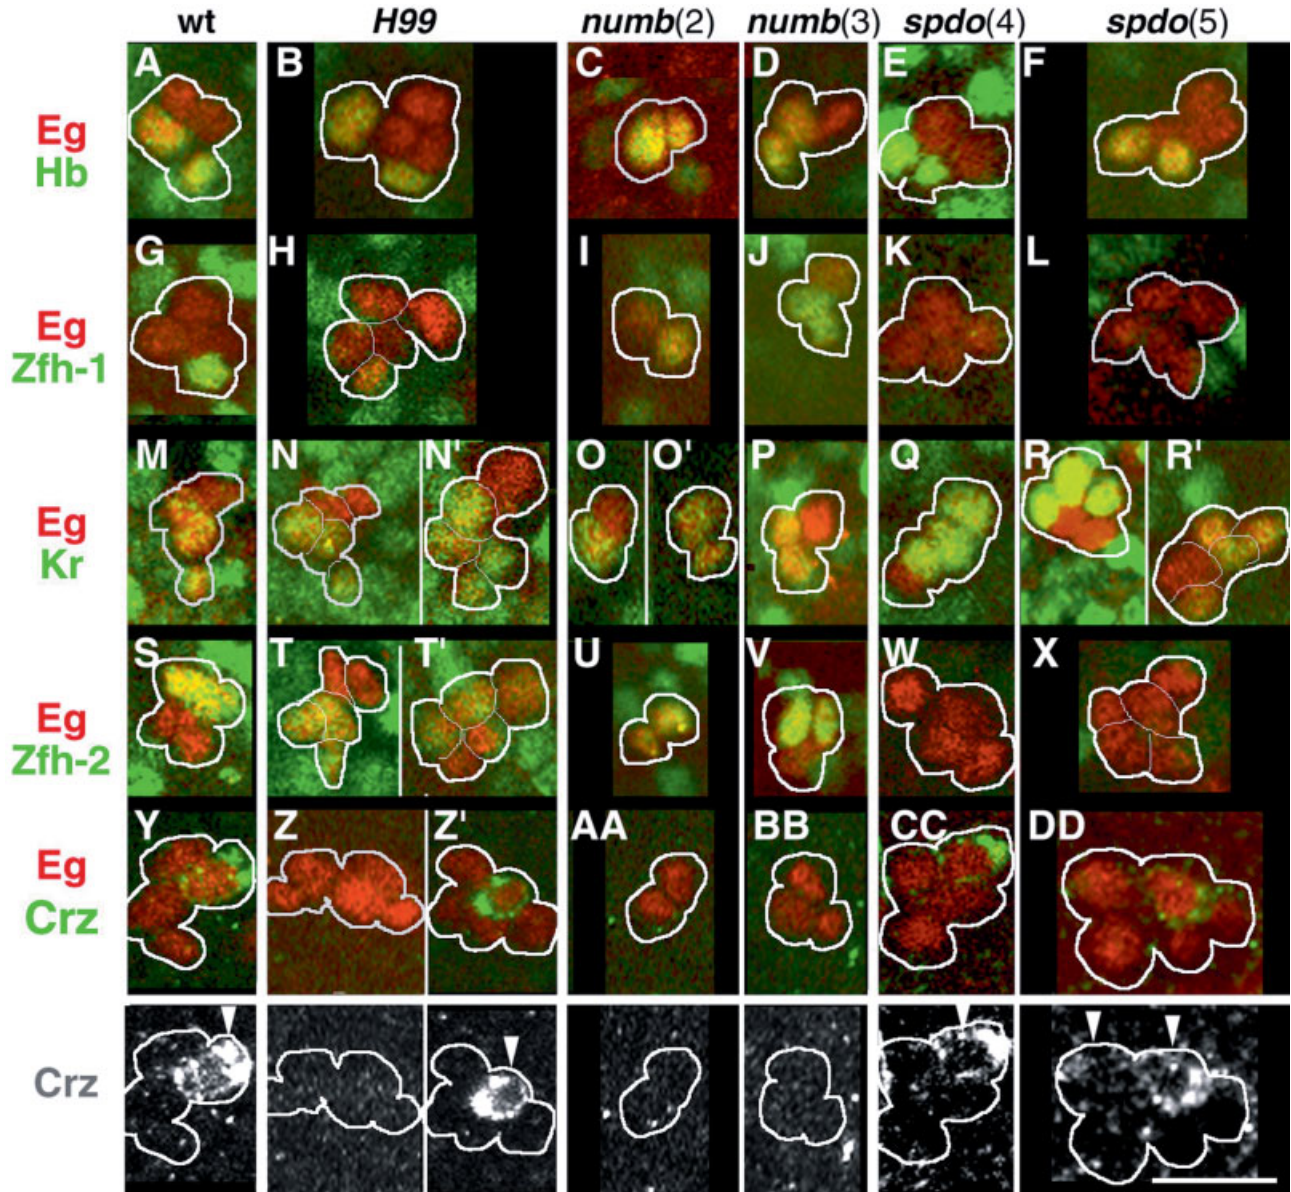 wt H99 numb(2) numb(3) spdo(4) spdo(5)
A B C D E F
Eg
Hb
G H I J K L
Eg
Zfh-1
M N N' O O' P Q R R'
Eg
Kr
S T T' U V W X
Eg
Zfh-2
Y Z Z' AA BB CC DD
Eg
Crz
Crz